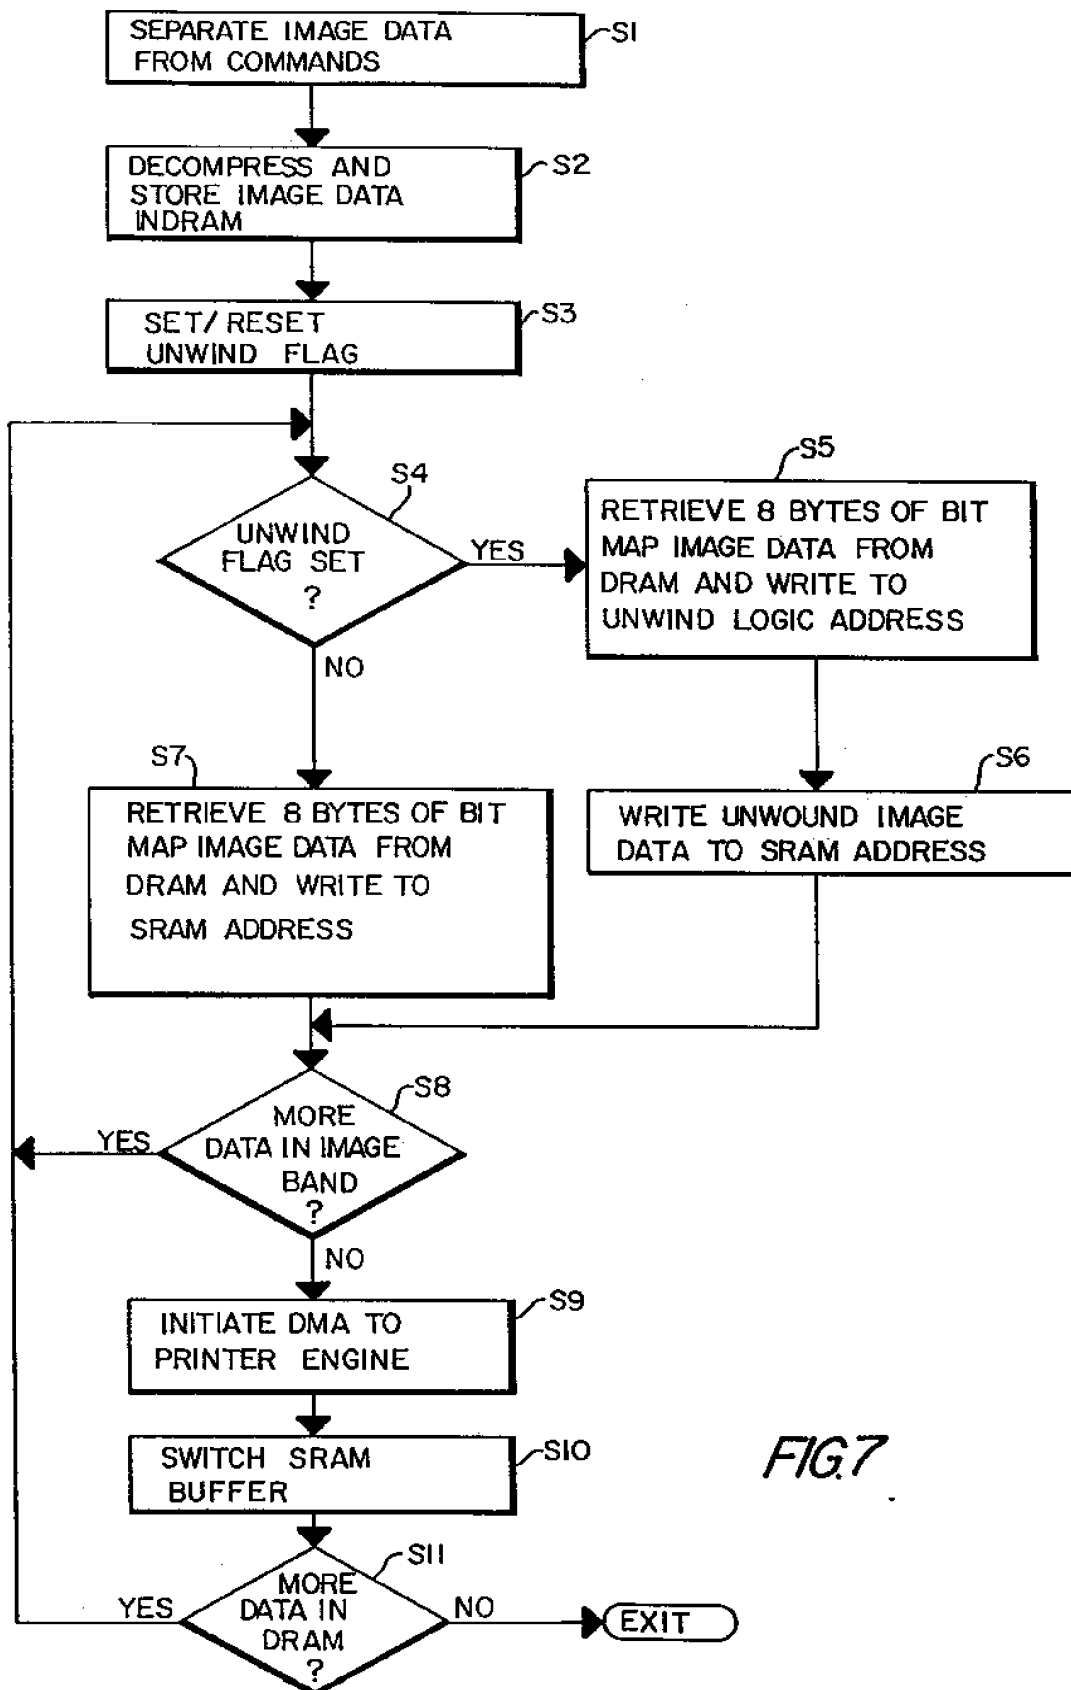 SEPARATE IMAGE DATA
FROM COMMANDS
S1
DECOMPRESS AND
STORE IMAGE DATA
INDRAM
S2
SET/RESET
UNWIND FLAG
S3
UNWIND
FLAG SET
?
S4
YES
NO
RETRIEVE 8 BYTES OF BIT
MAP IMAGE DATA FROM
DRAM AND WRITE TO
UNWIND LOGIC ADDRESS
S5
WRITE UNWOUND IMAGE
DATA TO SRAM ADDRESS
S6
RETRIEVE 8 BYTES OF BIT
MAP IMAGE DATA FROM
DRAM AND WRITE TO
SRAM ADDRESS
S7
MORE
DATA IN IMAGE
BAND
?
S8
YES
NO
INITIATE DMA TO
PRINTER ENGINE
S9
SWITCH SRAM
BUFFER
S10
FIG.7
MORE
DATA IN
DRAM
?
S11
YES
NO
EXIT